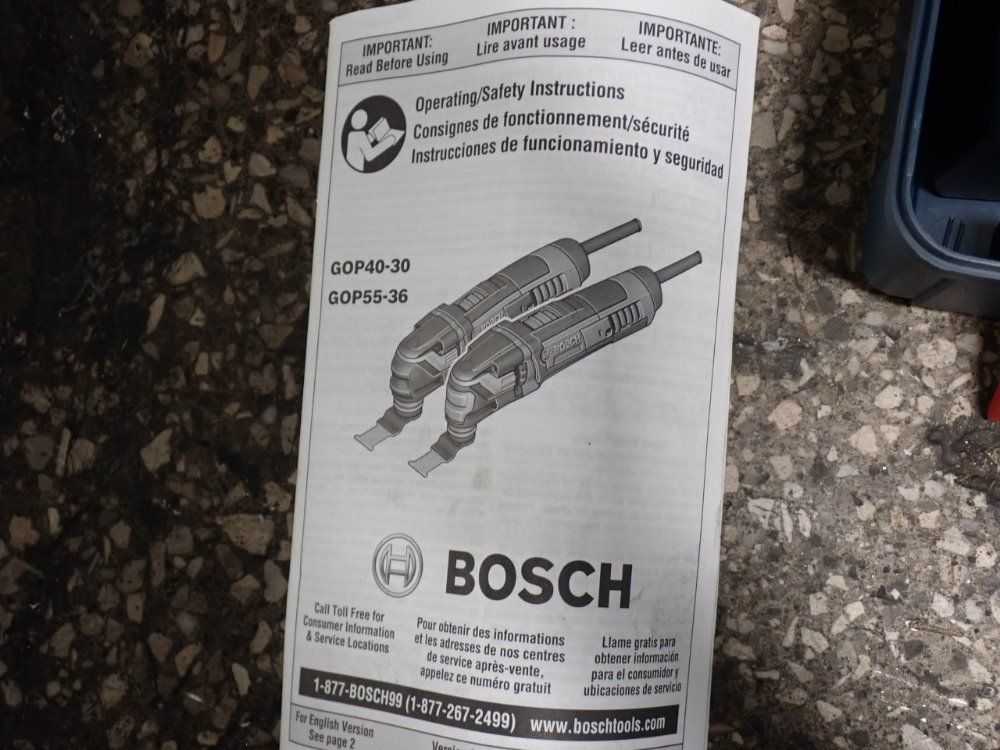 IMPORTANT:
Read Before Using
IMPORTANT :
Lire avant usage
IMPORTANTE:
Leer antes de usar
Operating/Safety Instructions
Consignes de fonctionnement/sécurité
Instrucciones de funcionamiento y seguridad
GOP40-30
GOP55-36
BOSCH
BOSCH
BOSCH
Call Toll Free for
Consumer Information
& Service Locations
Pour obtenir des informations
et les adresses de nos centres
de service après-vente,
appelez ce numéro gratuit
Llame gratis para
obtener información
para el consumidor y
ubicaciones de servicio
1-877-BOSCH99 (1-877-267-2499) www.boschtools.com
For English Version
See page 2